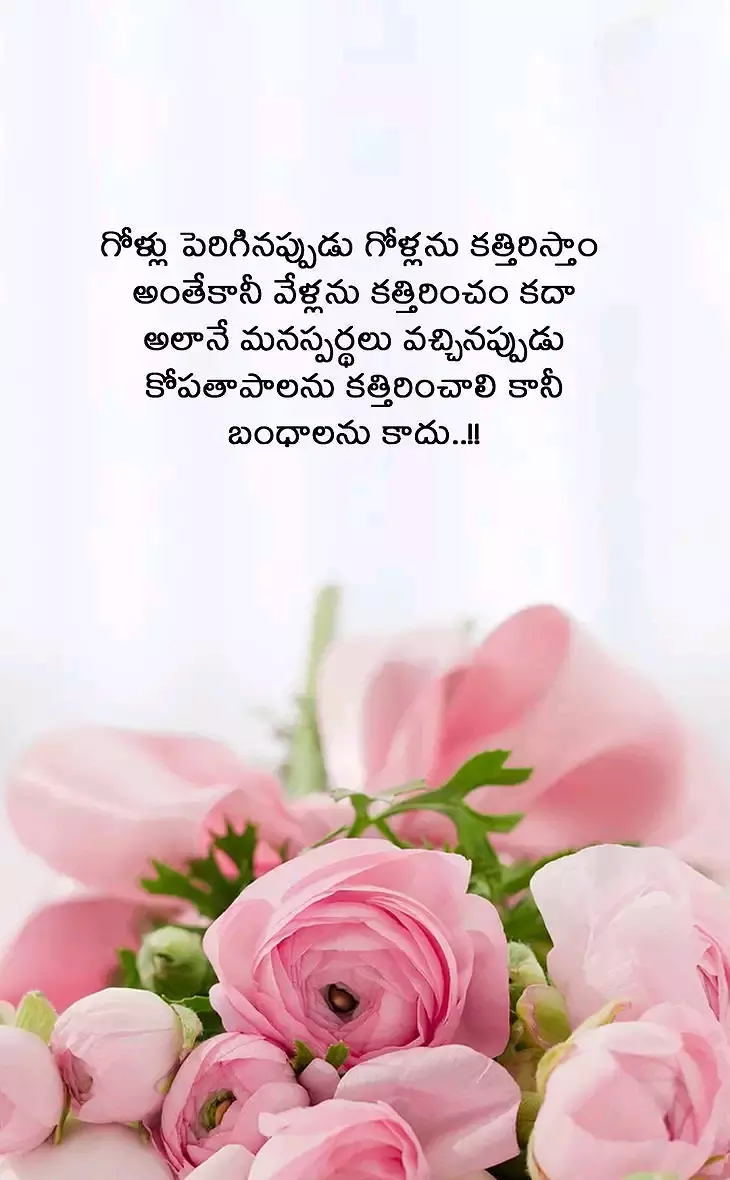 గోళ్లు పెరిగినప్పుడు గోళ్లను కత్తిరిస్తాం
అంతేకానీ వేళ్లను కత్తిరించం కదా
అలానే మనస్పర్థలు వచ్చినప్పుడు
కోపతాపాలను కత్తిరించాలి కానీ
బంధాలను కాదు..!!